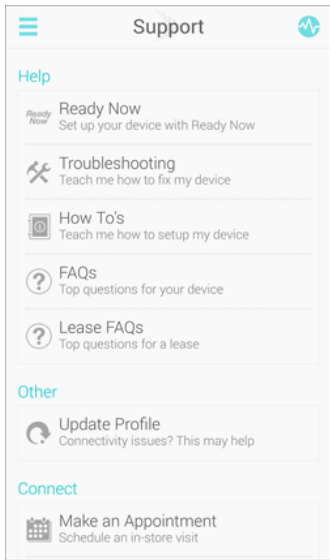 Support
Help
Ready Now
Ready Now
Set up your device with Ready Now
Troubleshooting
Teach me how to fix my device
How To's
Teach me how to setup my device
FAQs
Top questions for your device
Lease FAQs
Top questions for a lease
Other
Update Profile
Connectivity issues? This may help
Connect
Make an Appointment
Schedule an in-store visit